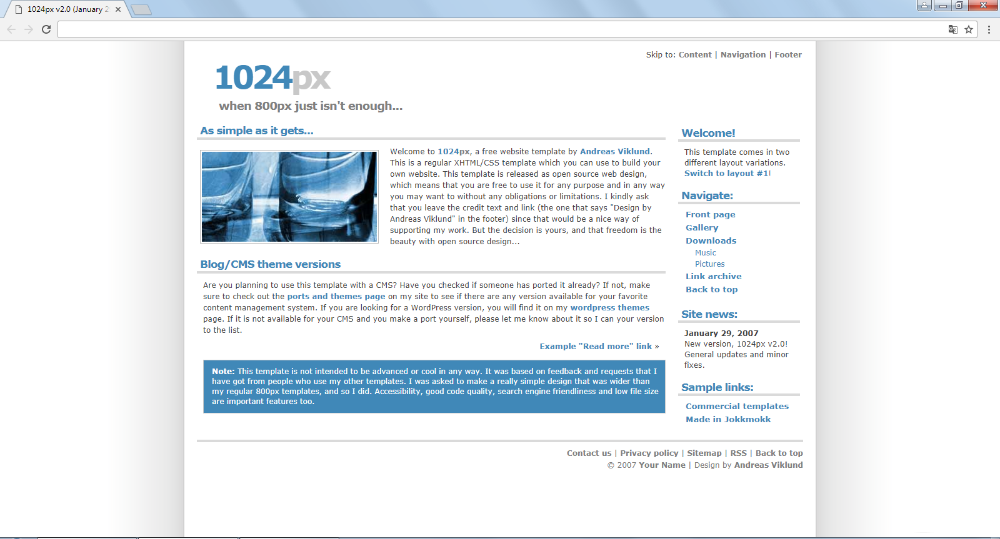 1024px v2.0 (January 2
Skip to: Content | Navigation | Footer
1024px
when 800px just isn't enough...
As simple as it gets...
Welcome to 1024px, a free website template by Andreas Viklund.
This is a regular XHTML/CSS template which you can use to build your
own website. This template is released as open source web design,
which means that you are free to use it for any purpose and in any way
you may want to without any obligations or limitations. I kindly ask
that you leave the credit text and link (the one that says "Design by
Andreas Viklund" in the footer) since that would be a nice way of
supporting my work. But the decision is yours, and that freedom is the
beauty with open source design...
Blog/CMS theme versions
Are you planning to use this template with a CMS? Have you checked if someone has ported it already? If not, make
sure to check out the ports and themes page on my site to see if there are any version available for your favorite
content management system. If you are looking for a WordPress version, you will find it on my wordpress themes
page. If it is not available for your CMS and you make a port yourself, please let me know about it so I can your version
to the list.
Example "Read more" link »
Note: This template is not intended to be advanced or cool in any way. It was based on feedback and requests that I
have got from people who use my other templates. I was asked to make a really simple design that was wider than
my regular 800px templates, and so I did. Accessibility, good code quality, search engine friendliness and low file size
are important features too.
Welcome!
This template comes in two
different layout variations.
Switch to layout #1!
Navigate:
Front page
Gallery
Downloads
Music
Pictures
Link archive
Back to top
Site news:
January 29, 2007
New version, 1024px v2.0!
General updates and minor
fixes.
Sample links:
Commercial templates
Made in Jokkmokk
Contact us | Privacy policy | Sitemap | RSS | Back to top
© 2007 Your Name | Design by Andreas Viklund